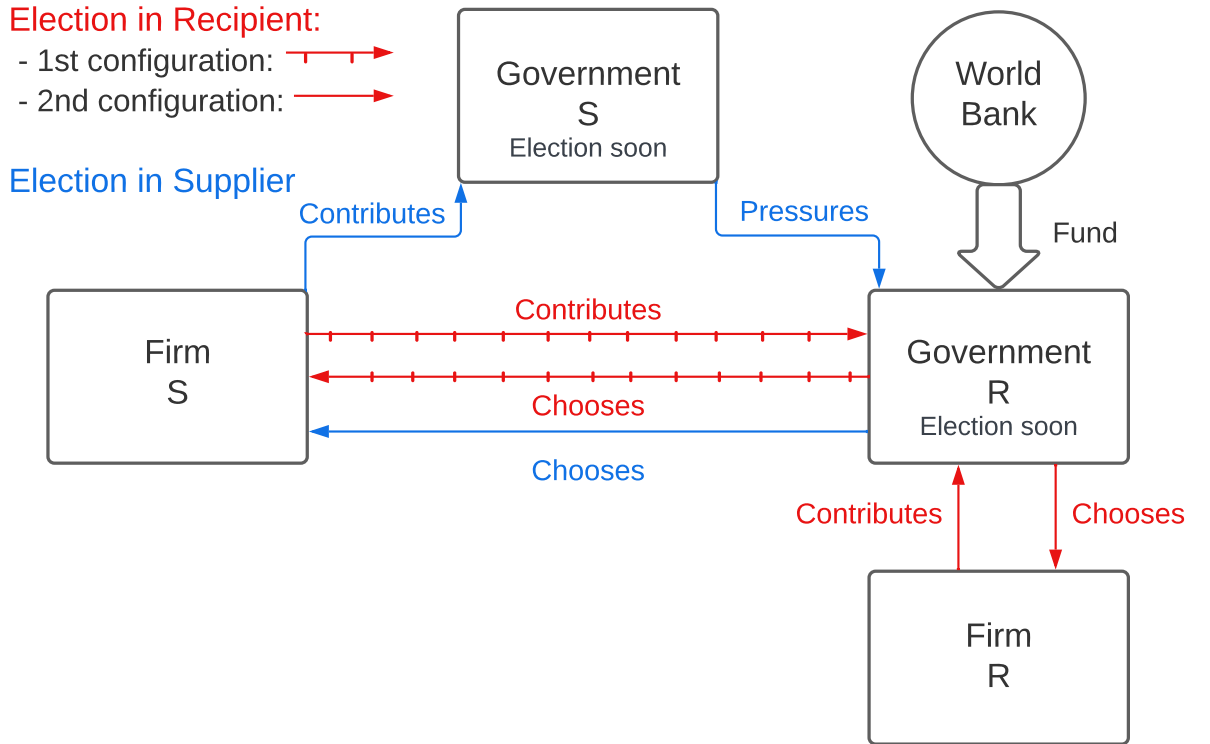 Election in Recipient:
- 1st configuration:
- 2nd configuration:
Election in Supplier
Government
S
Election soon
World
Bank
Contributes
Pressures
Fund
Firm
S
Contributes
Chooses
Chooses
Government
R
Election soon
Contributes
Chooses
Firm
R